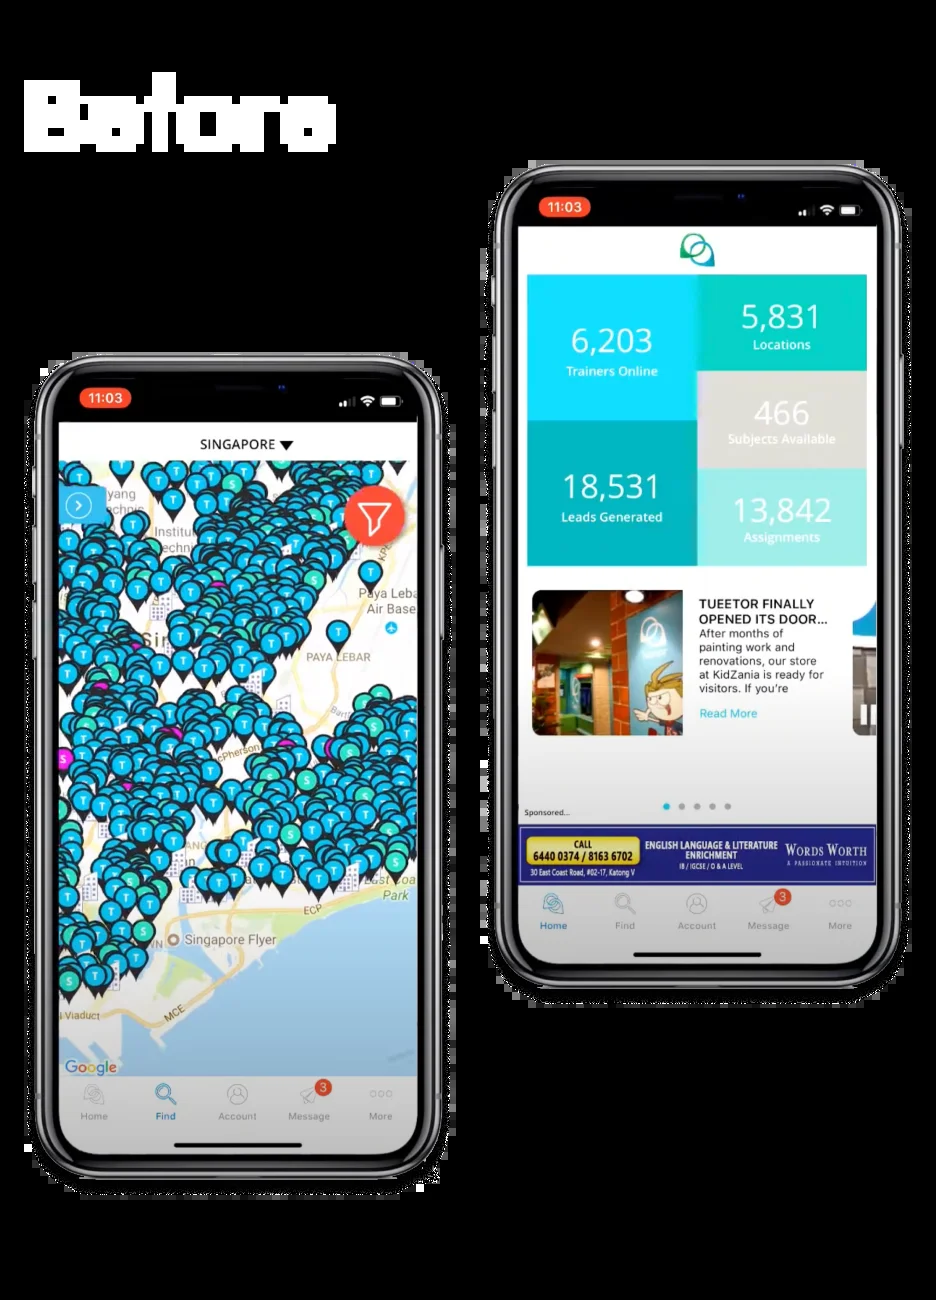 Before
11:03
SINGAPORE
yang
Paya Leba
Air Base
PAYA LEBAR
cPherson
East Coa
Park
ECP
Singapore Flyer
MCE
Viaduct
Google
Home
Find
Account
3
Message
More
11:03
6,203
Trainers Online
5,831
Locations
466
Subjects Available
18,531
Leads Generated
13,842
Assignments
TUEETOR FINALLY
OPENED ITS DOOR...
After months of
painting work and
renovations, our store
at KidZania is ready for
visitors. If you're
Read More
Sponsored...
CALL
6440 0374 / 8163 6702
30 East Coast Road, #02-17, Katong V
ENGLISH LANGUAGE & LITERATURE
ENRICHMENT
IB / IGCSE / O & A LEVEL
WORDS WORTH
A PASSIONATE INTUITION
Home
Find
Account
3
Message
More